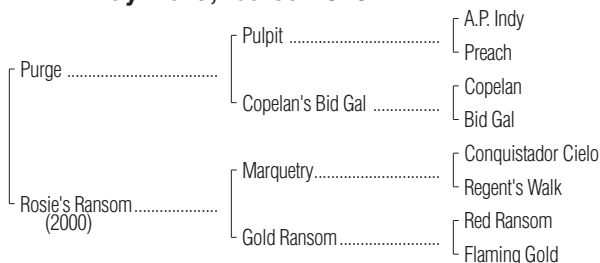 A.P. Indy
Pulpit
Preach
Purge
Copelan
Copelan's Bid Gal
Bid Gal
Conquistador Cielo
Marquetry
Regent's Walk
Rosie's Ransom
(2000)
Red Ransom
Gold Ransom
Flaming Gold